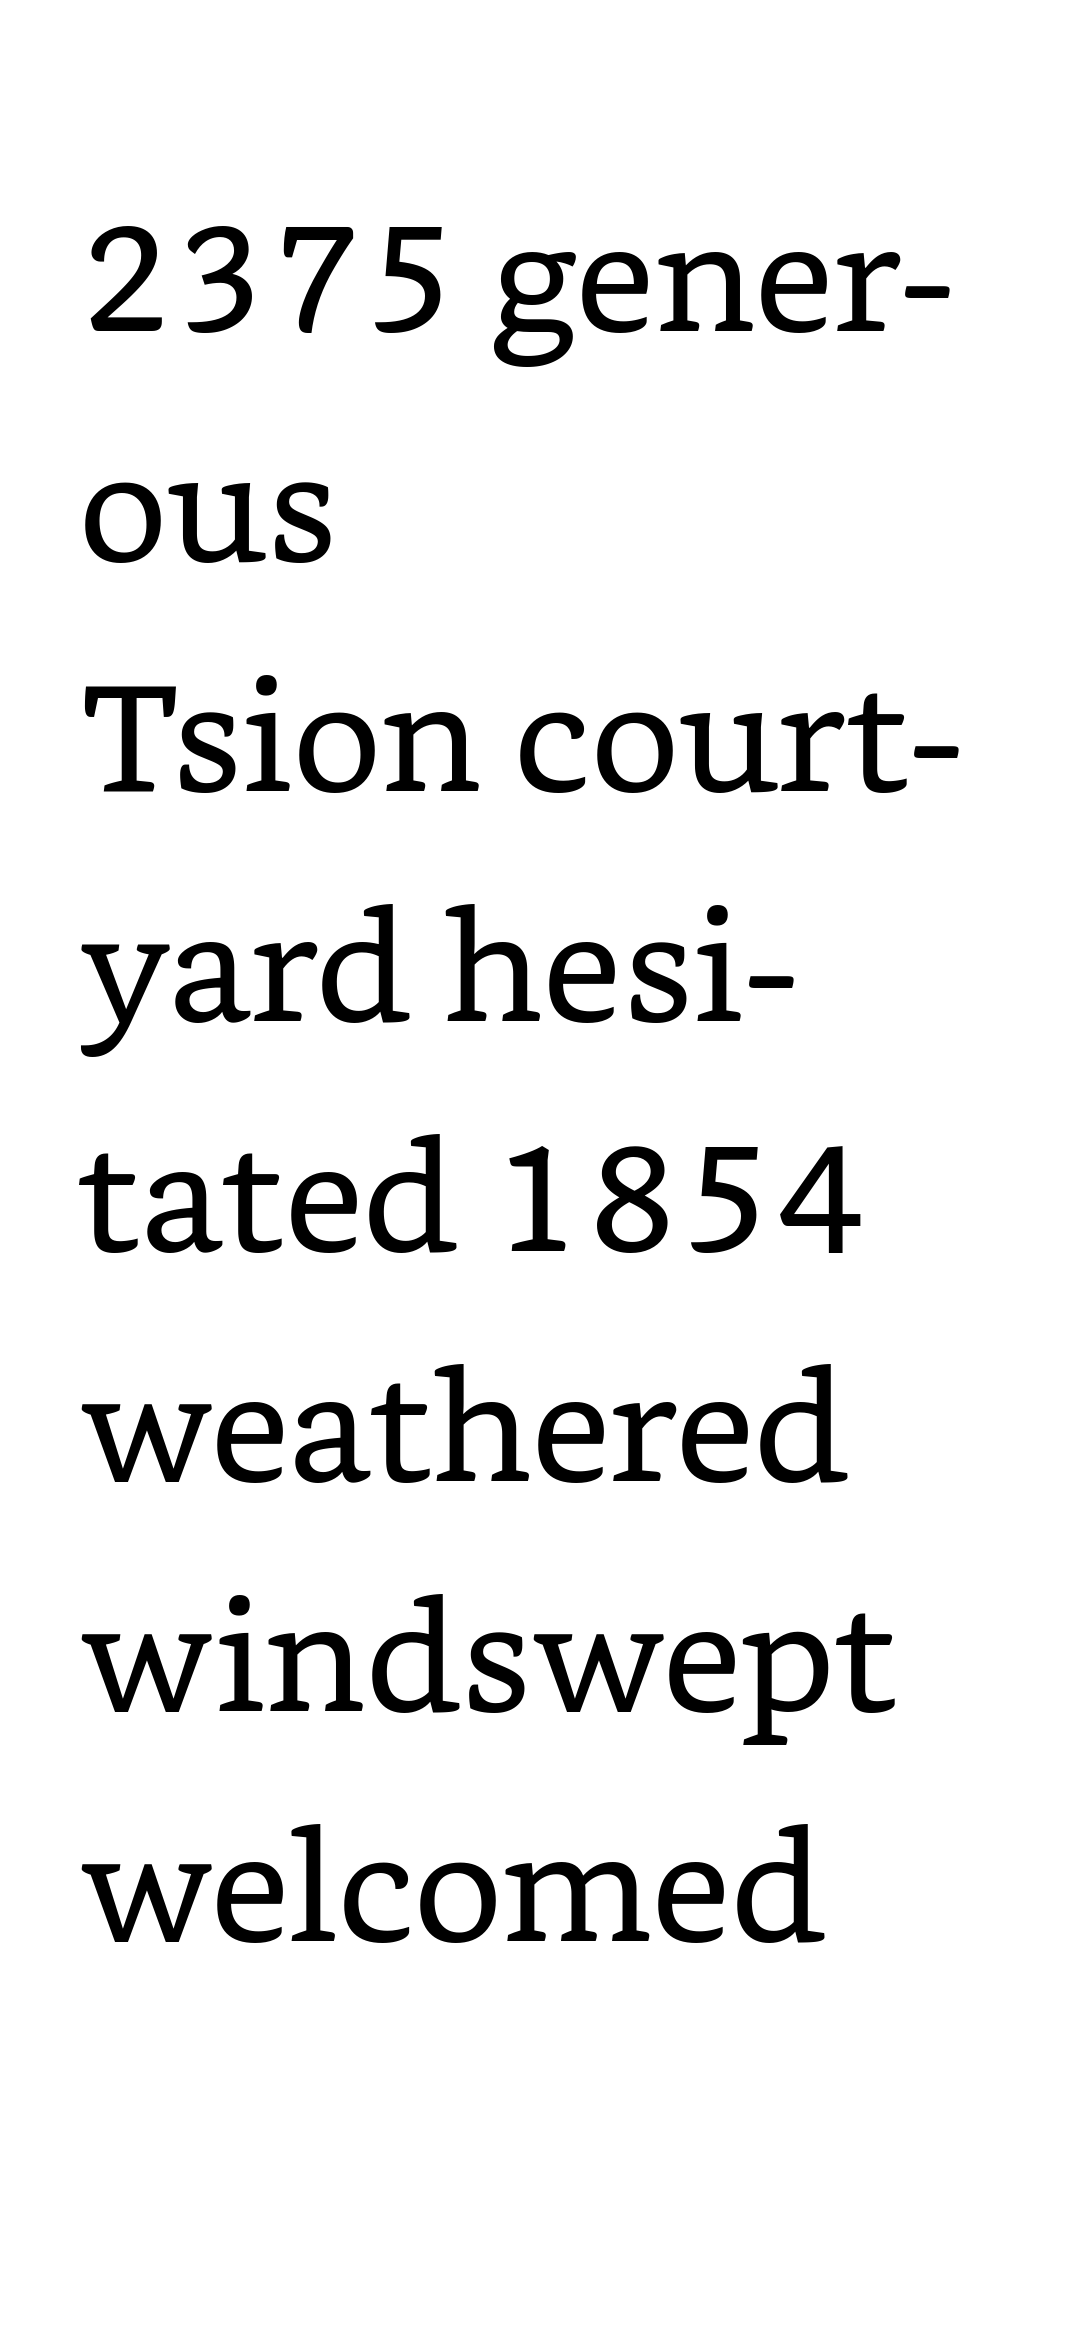 2375 gener-
ous
Tsion court-
yard hesi-
tated 1854
weathered
windswept
welcomed